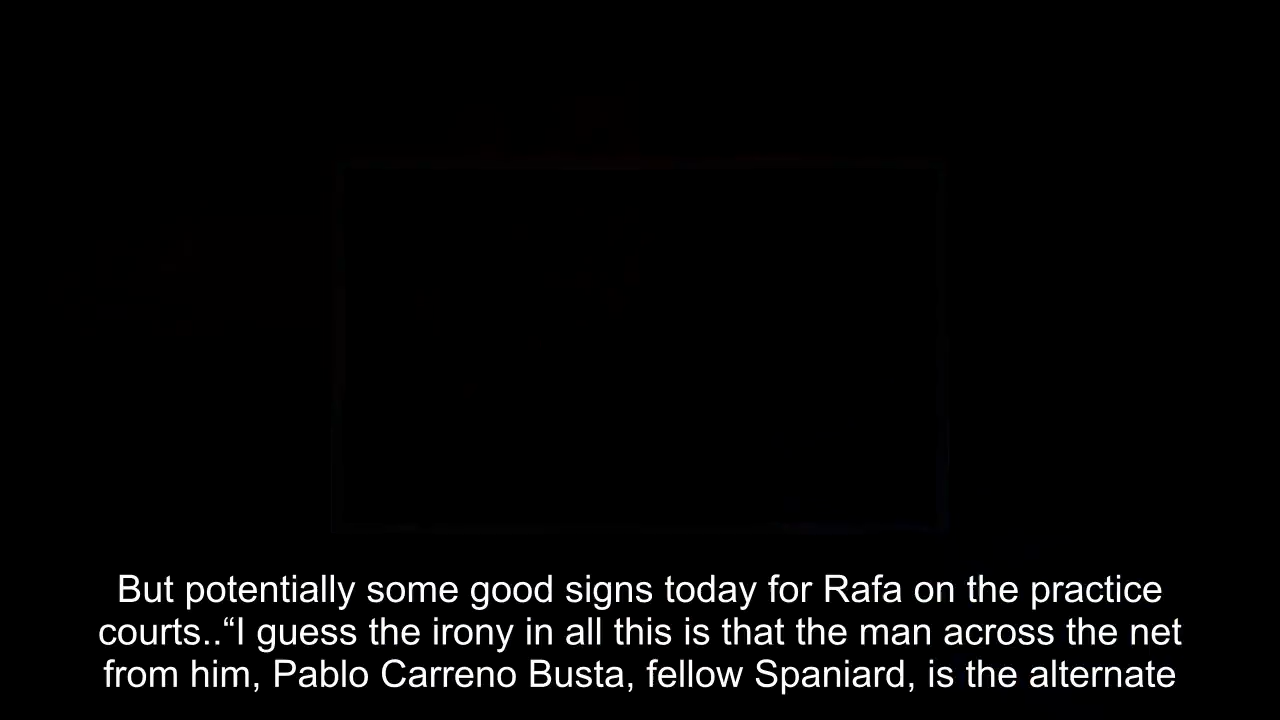 But potentially some good signs today for Rafa on the practice
courts..“I guess the irony in all this is that the man across the net
from him, Pablo Carreno Busta, fellow Spaniard, is the alternate